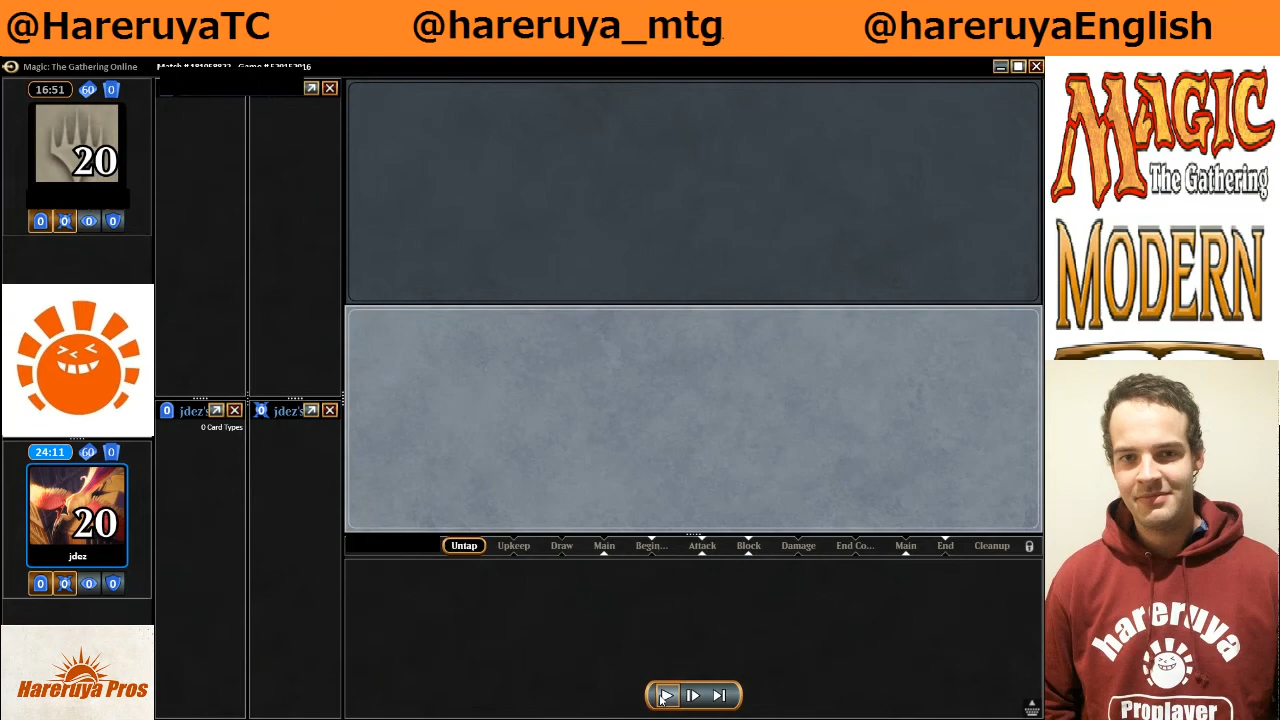 @HareruyaTC @hareruya_mtg @hareruyaEnglish
Magic: The Gathering Online
16:51 60 0
20
0 0 0 0
MAGIC
The Gathering
MODERN
0 jdez's 0 jdez's
0 Card Types
24:11 60 0
20
jdez
0 0 0 0
Untap Upkeep Draw Main Begin... Attack Block Damage End Co... Main End Cleanup
Hareruya Pros
hareruya
Proplayer